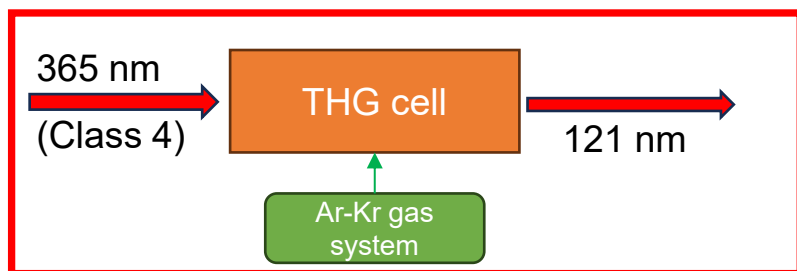 365 nm
(Class 4)
THG cell
121 nm
Ar-Kr gas
system